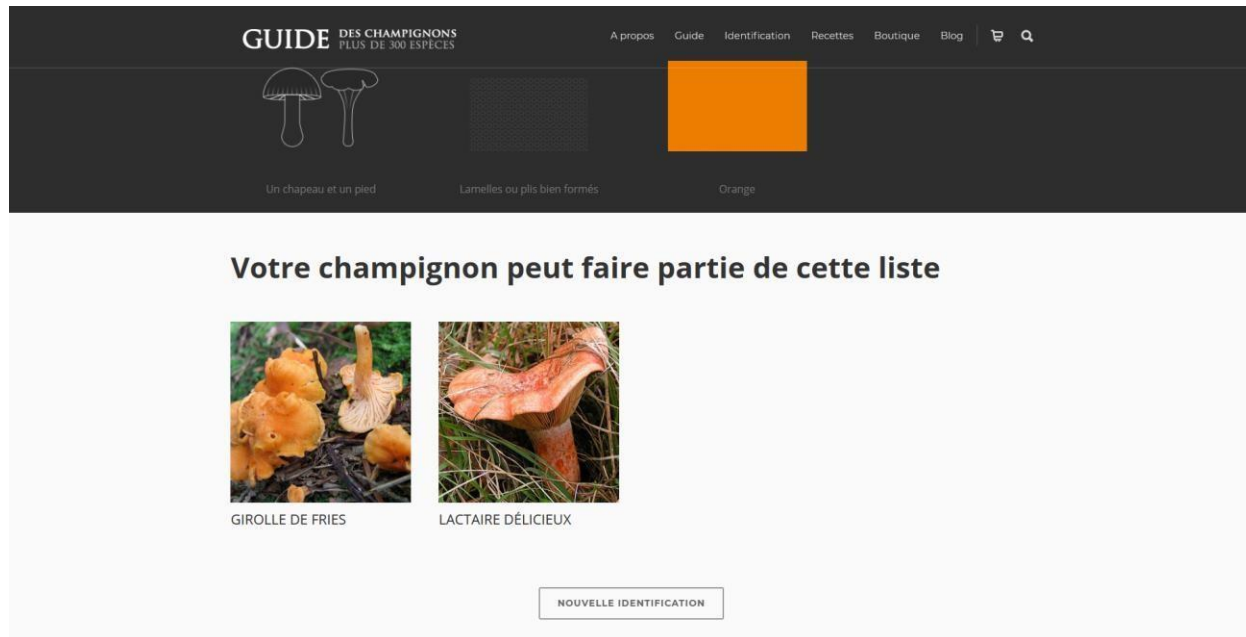 GUIDE DES CHAMPIGNONS
PLUS DE 300 ESPÈCES
A propos Guide Identification Recettes Boutique Blog
Un chapeau et un pied Lamelles ou plis bien formés Orange
Votre champignon peut faire partie de cette liste
GIROLLE DE FRIES LACTAIRE DÉLICIEUX
NOUVELLE IDENTIFICATION